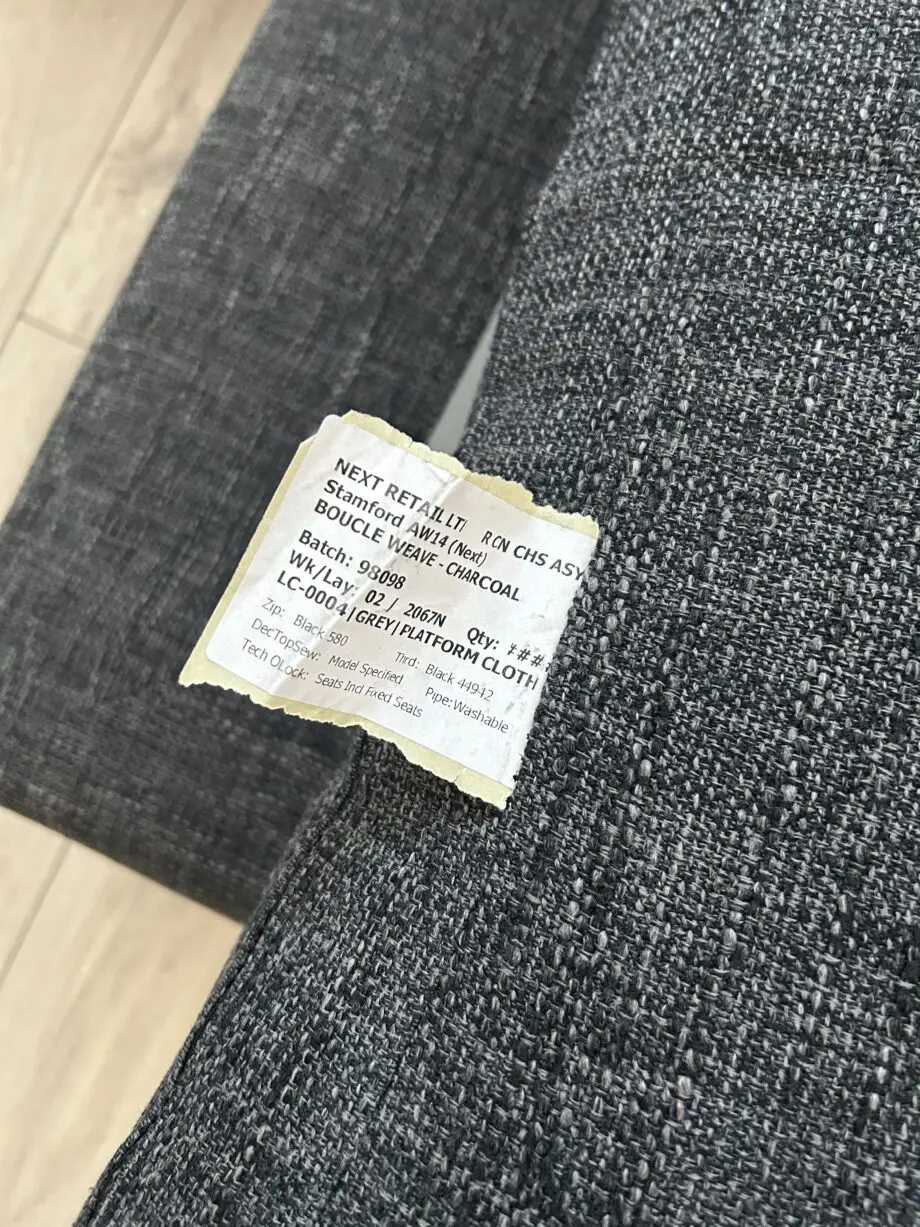 NEXT RETAIL LT RCN CHS ASY
Stamford AW14 (Next)
BOUCLE WEAVE - CHARCOAL
Batch: 98098
Wk/Lay: 02 / 2067N Qty: ###
LC-0004|GREY|PLATFORM CLOTH
Zip: Black 580 Thrd: Black 449-12
DecTopSew: Model Specified Pipe: Washable
Tech OLock: Seats Ind Fixed Seats